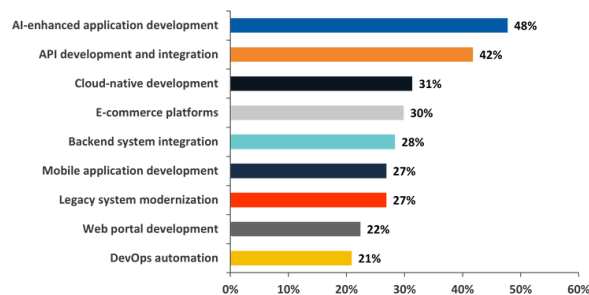 AI-enhanced application development 48%
API development and integration 42%
Cloud-native development 31%
E-commerce platforms 30%
Backend system integration 28%
Mobile application development 27%
Legacy system modernization 27%
Web portal development 22%
DevOps automation 21%
0% 10% 20% 30% 40% 50% 60%